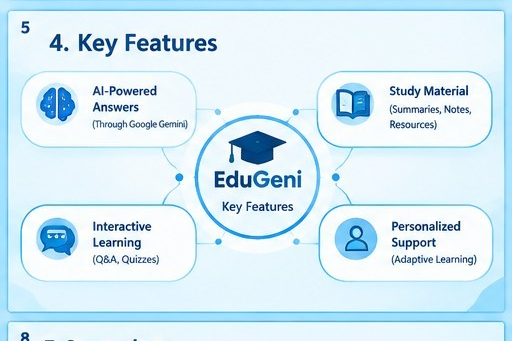 5
4. Key Features
AI-Powered
Answers
(Through Google Gemini)
Study Material
(Summaries, Notes,
Resources)
EduGeni
Key Features
Interactive
Learning
(Q&A, Quizzes)
Personalized
Support
(Adaptive Learning)
8